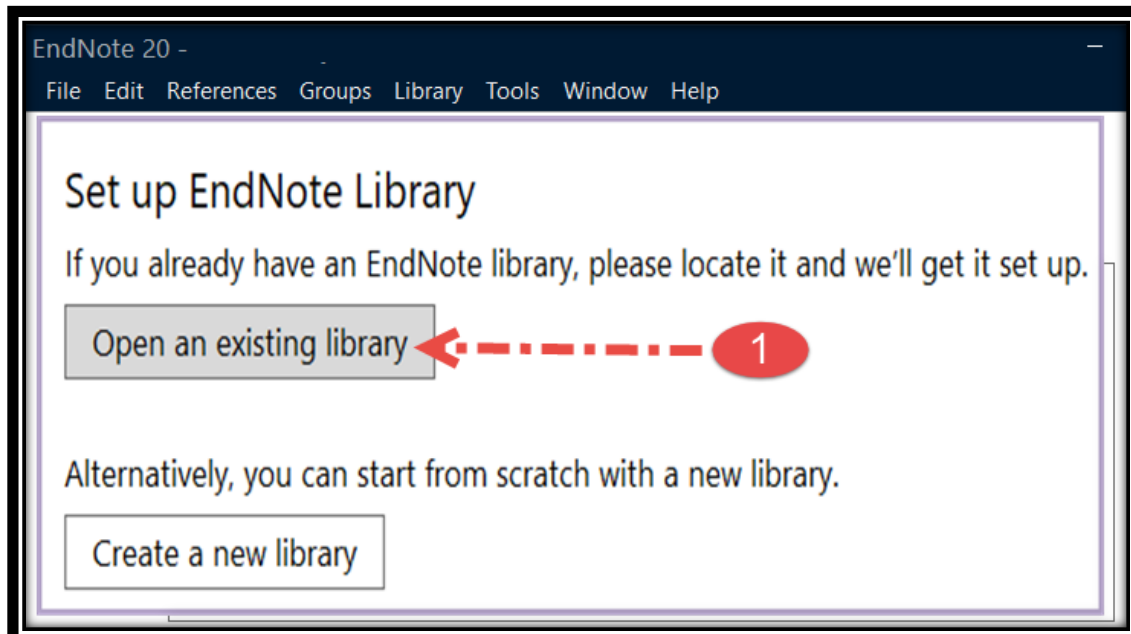 EndNote 20 -
File Edit References Groups Library Tools Window Help
Set up EndNote Library
If you already have an EndNote library, please locate it and we'll get it set up.
Open an existing library
1
Alternatively, you can start from scratch with a new library.
Create a new library